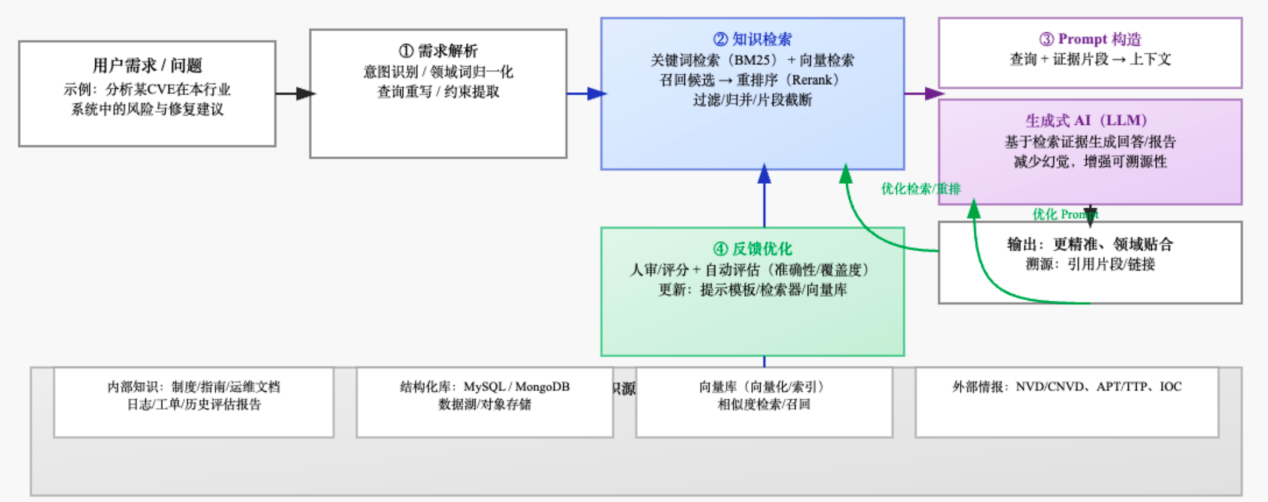 用户需求 / 问题
示例：分析某CVE在本行业
系统中的风险与修复建议
① 需求解析
意图识别 / 领域词归一化
查询重写 / 约束提取
② 知识检索
关键词检索（BM25） + 向量检索
召回候选 → 重排序（Rerank）
过滤/归并/片段截断
③ Prompt 构造
查询 + 证据片段 → 上下文
生成式 AI（LLM）
基于检索证据生成回答/报告
减少幻觉，增强可溯源性
优化检索/重排
优化 Prompt
输出：更精准、领域贴合
溯源：引用片段/链接
④ 反馈优化
人审/评分 + 自动评估（准确性/覆盖度）
更新：提示模板/检索器/向量库
内部知识：制度/指南/运维文档
日志/工单/历史评估报告
结构化库：MySQL / MongoDB
数据湖/对象存储
识源
向量库（向量化/索引）
相似度检索/召回
外部情报：NVD/CNVD、APT/TTP、IOC